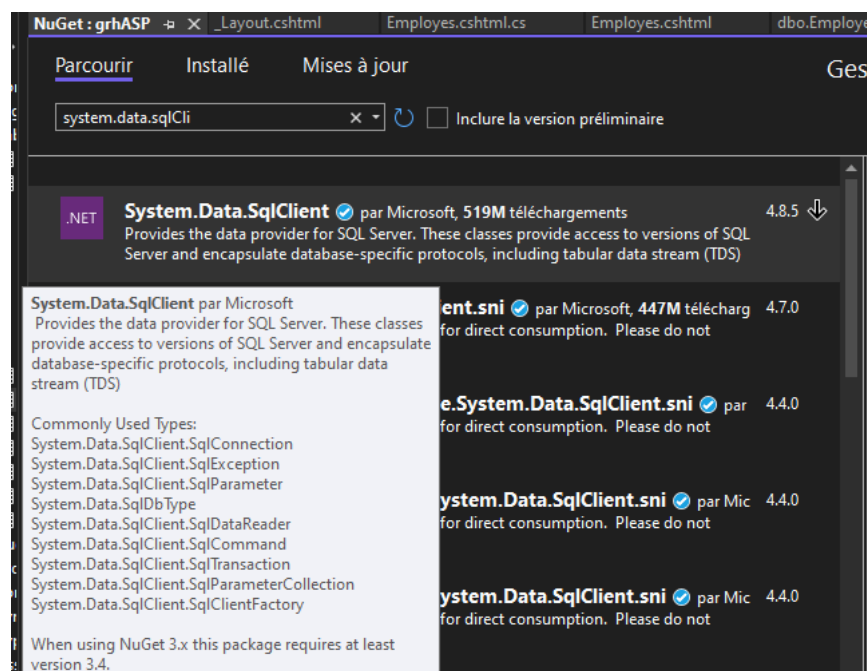 NuGet : grhASP _Layout.cshtml Employes.cshtml.cs Employes.cshtml
Parcourir Installé Mises à jour
system.data.sqlCli Inclure la version préliminaire
.NET
System.Data.SqlClient par Microsoft, 519M téléchargements 4.8.5
Provides the data provider for SQL Server. These classes provide access to versions of SQL
Server and encapsulate database-specific protocols, including tabular data stream (TDS)
System.Data.SqlClient par Microsoft
Provides the data provider for SQL Server. These classes
provide access to versions of SQL Server and encapsulate
database-specific protocols, including tabular data
stream (TDS)
Commonly Used Types:
System.Data.SqlClient.SqlConnection
System.Data.SqlClient.SqlException
System.Data.SqlClient.SqlParameter
System.Data.SqlDbType
System.Data.SqlClient.SqlDataReader
System.Data.SqlClient.SqlCommand
System.Data.SqlClient.SqlTransaction
System.Data.SqlClient.SqlParameterCollection
System.Data.SqlClient.SqlClientFactory
When using NuGet 3.x this package requires at least
version 3.4.
ent.sni par Microsoft, 447M télécharg 4.7.0
for direct consumption. Please do not
e.System.Data.SqlClient.sni par 4.4.0
for direct consumption. Please do not
ystem.Data.SqlClient.sni par Mic 4.4.0
for direct consumption. Please do not
ystem.Data.SqlClient.sni par Mic 4.4.0
for direct consumption. Please do not